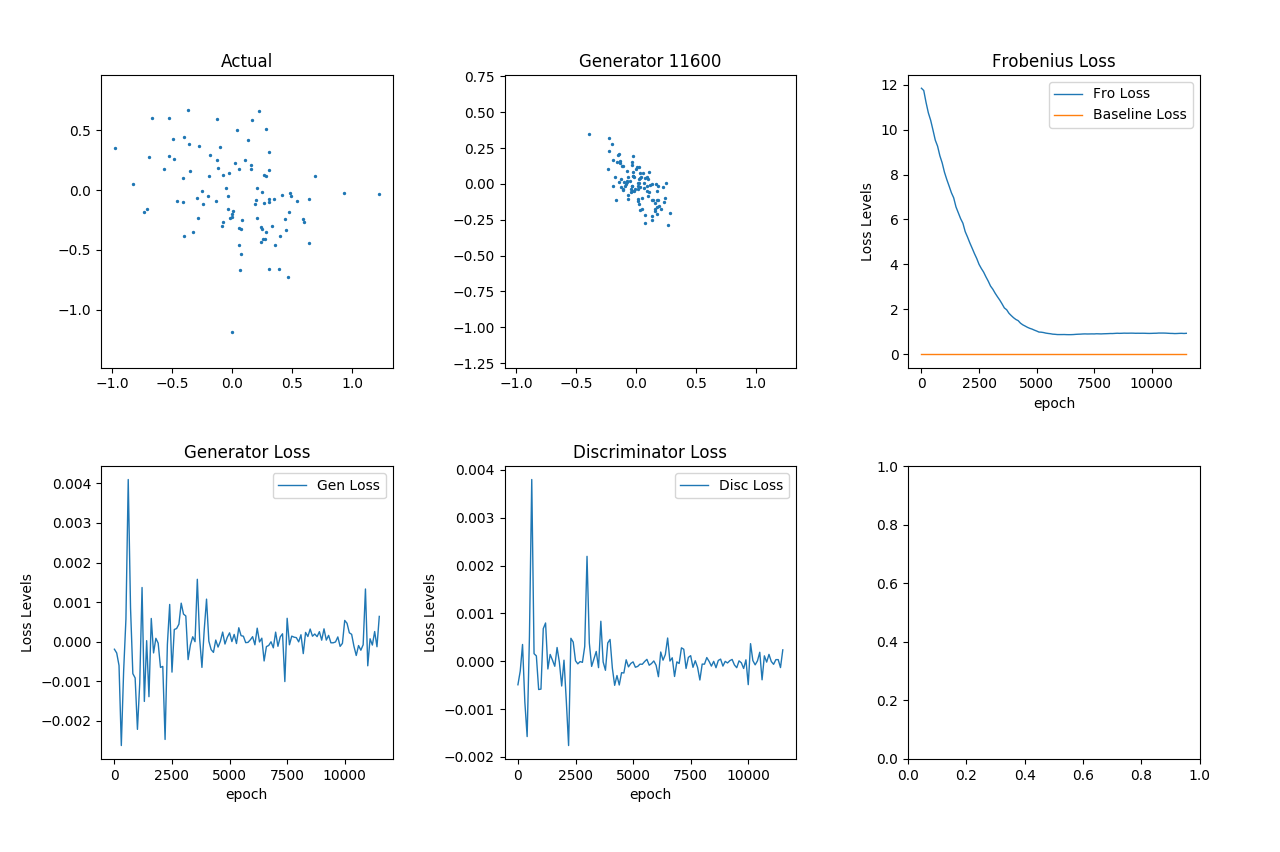 Actual
0.5
0.0
−0.5
−1.0
−1.0 −0.5 0.0 0.5 1.0
Generator 11600
0.75
0.50
0.25
0.00
−0.25
−0.50
−0.75
−1.00
−1.25
−1.0 −0.5 0.0 0.5 1.0
Frobenius Loss
Fro Loss
Baseline Loss
Loss Levels
12
10
8
6
4
2
0
0 2500 5000 7500 10000
epoch
Generator Loss
Gen Loss
Loss Levels
0.004
0.003
0.002
0.001
0.000
−0.001
−0.002
0 2500 5000 7500 10000
epoch
Discriminator Loss
Disc Loss
Loss Levels
0.004
0.003
0.002
0.001
0.000
−0.001
−0.002
0 2500 5000 7500 10000
epoch
1.0
0.8
0.6
0.4
0.2
0.0
0.0 0.2 0.4 0.6 0.8 1.0